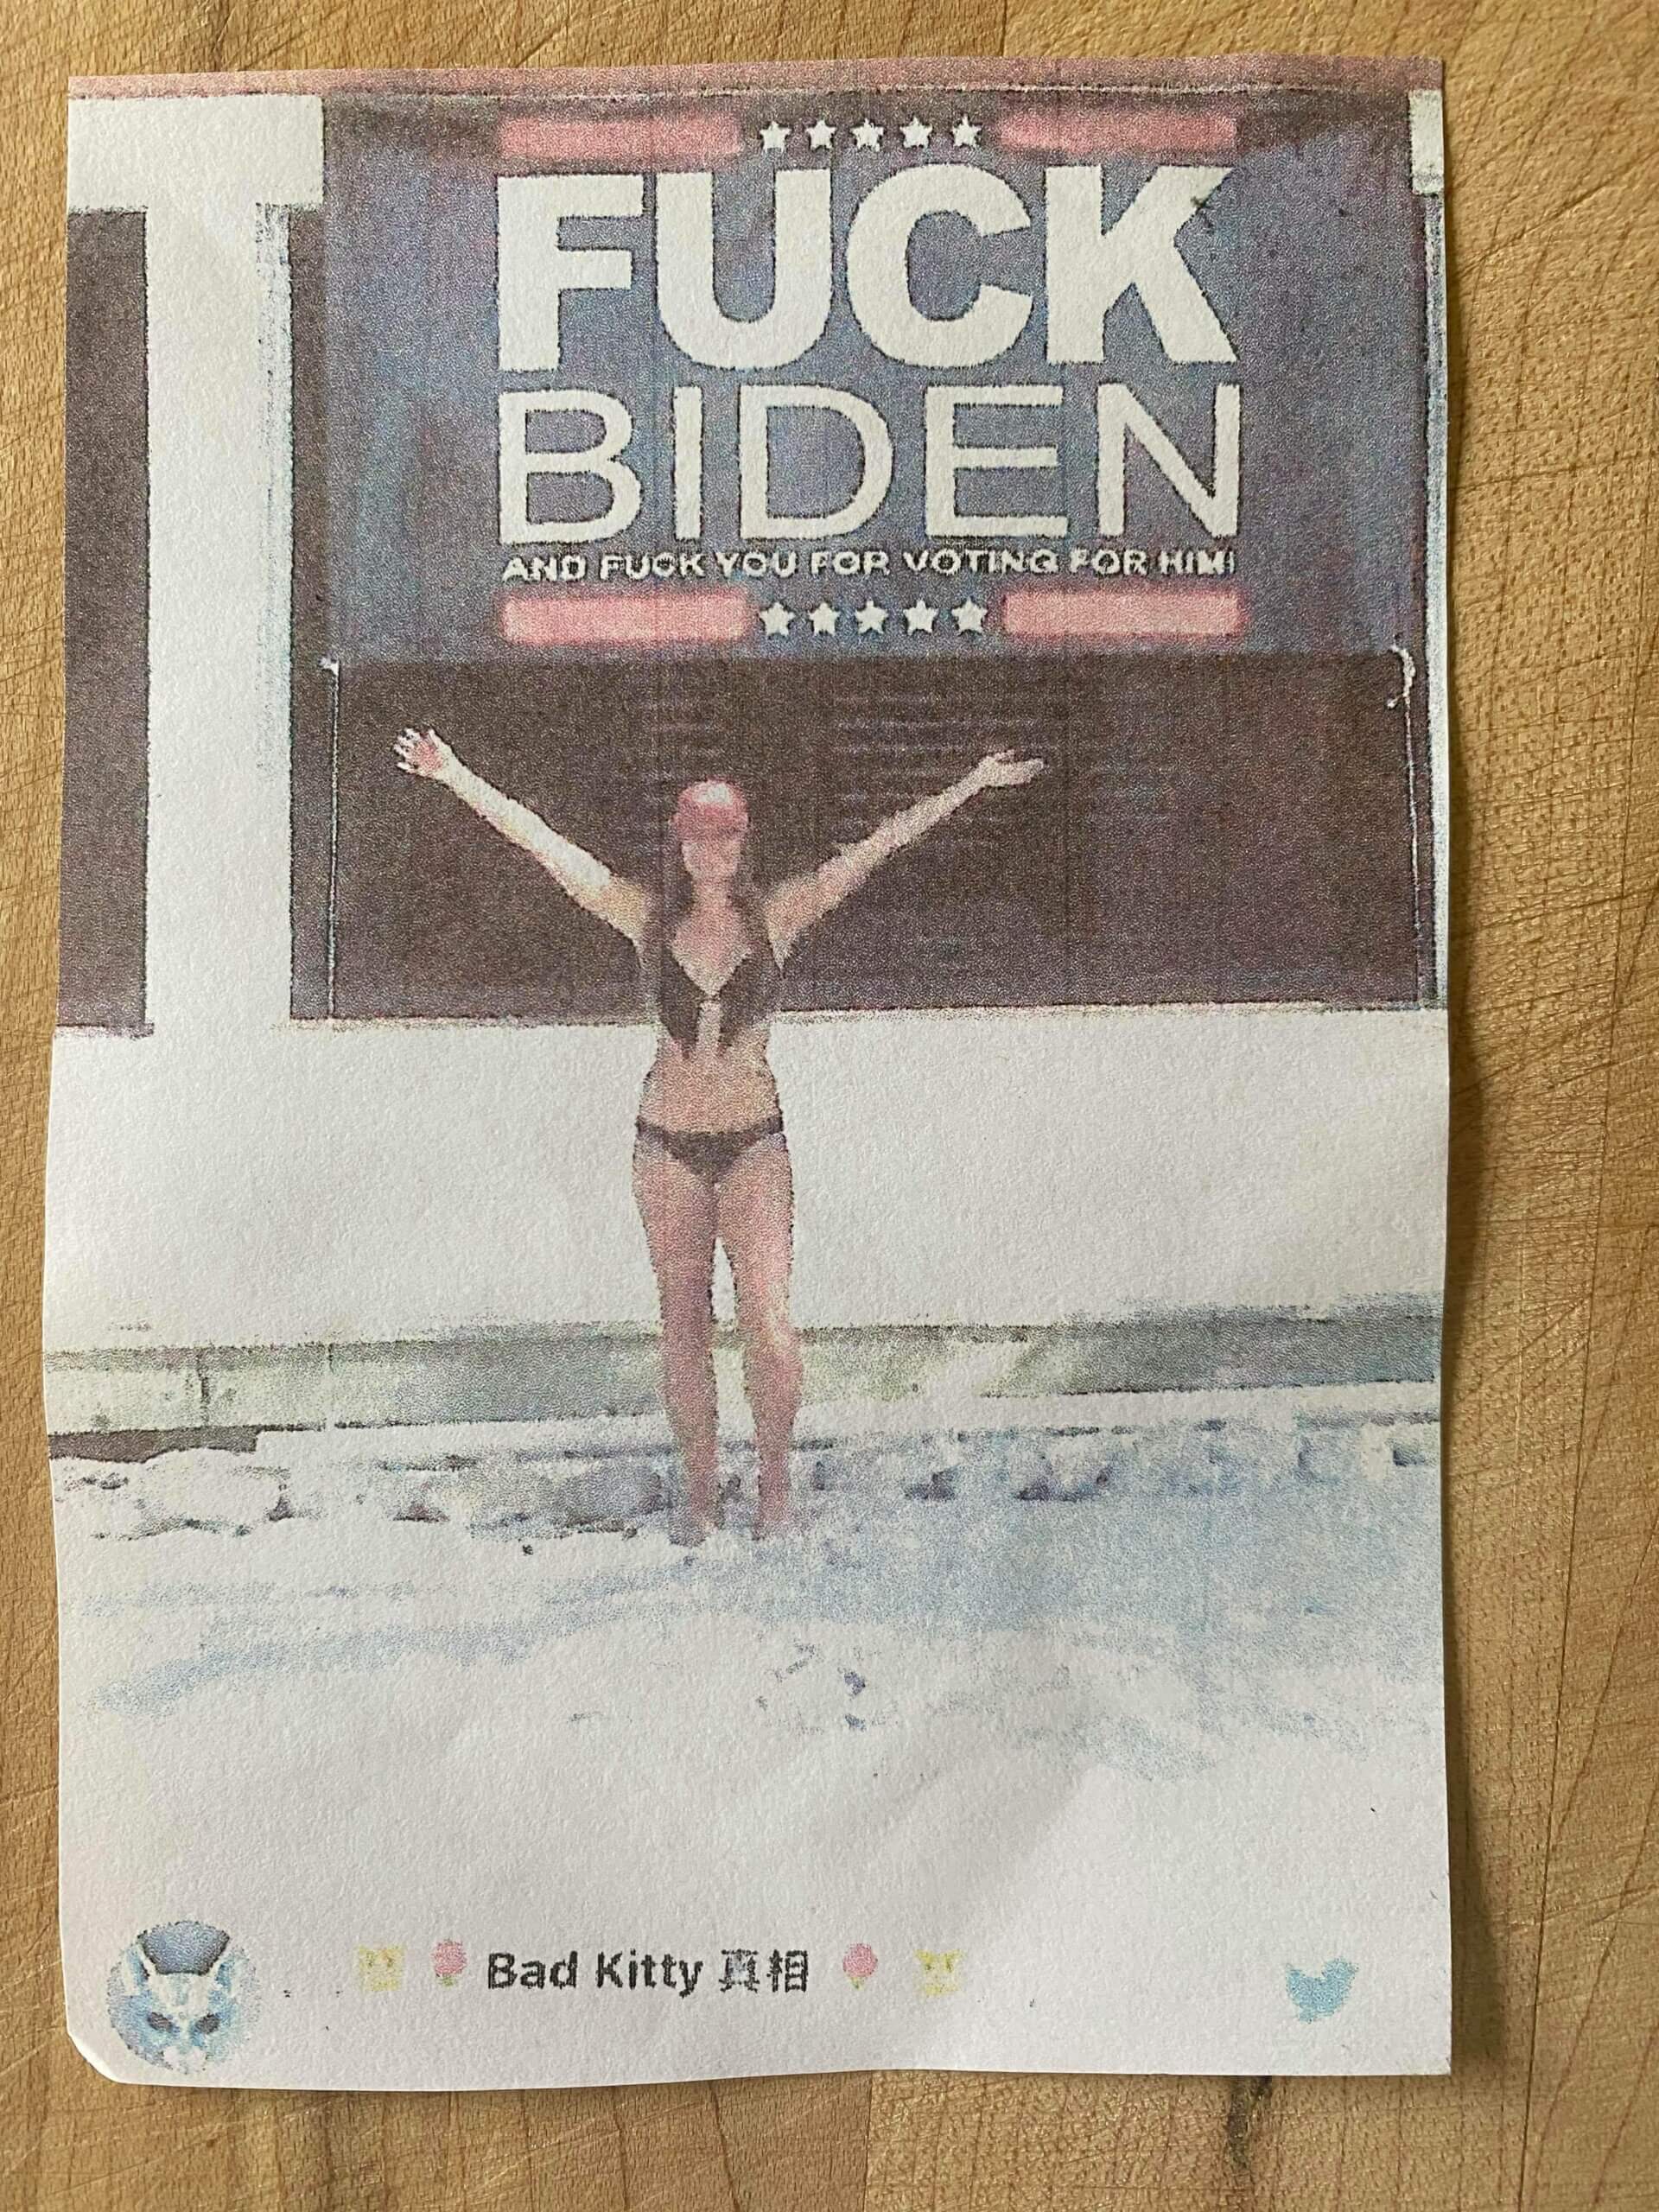 FUCK
BIDEN
AND FUCK YOU FOR VOTING FOR HIM!
Bad Kitty 真相